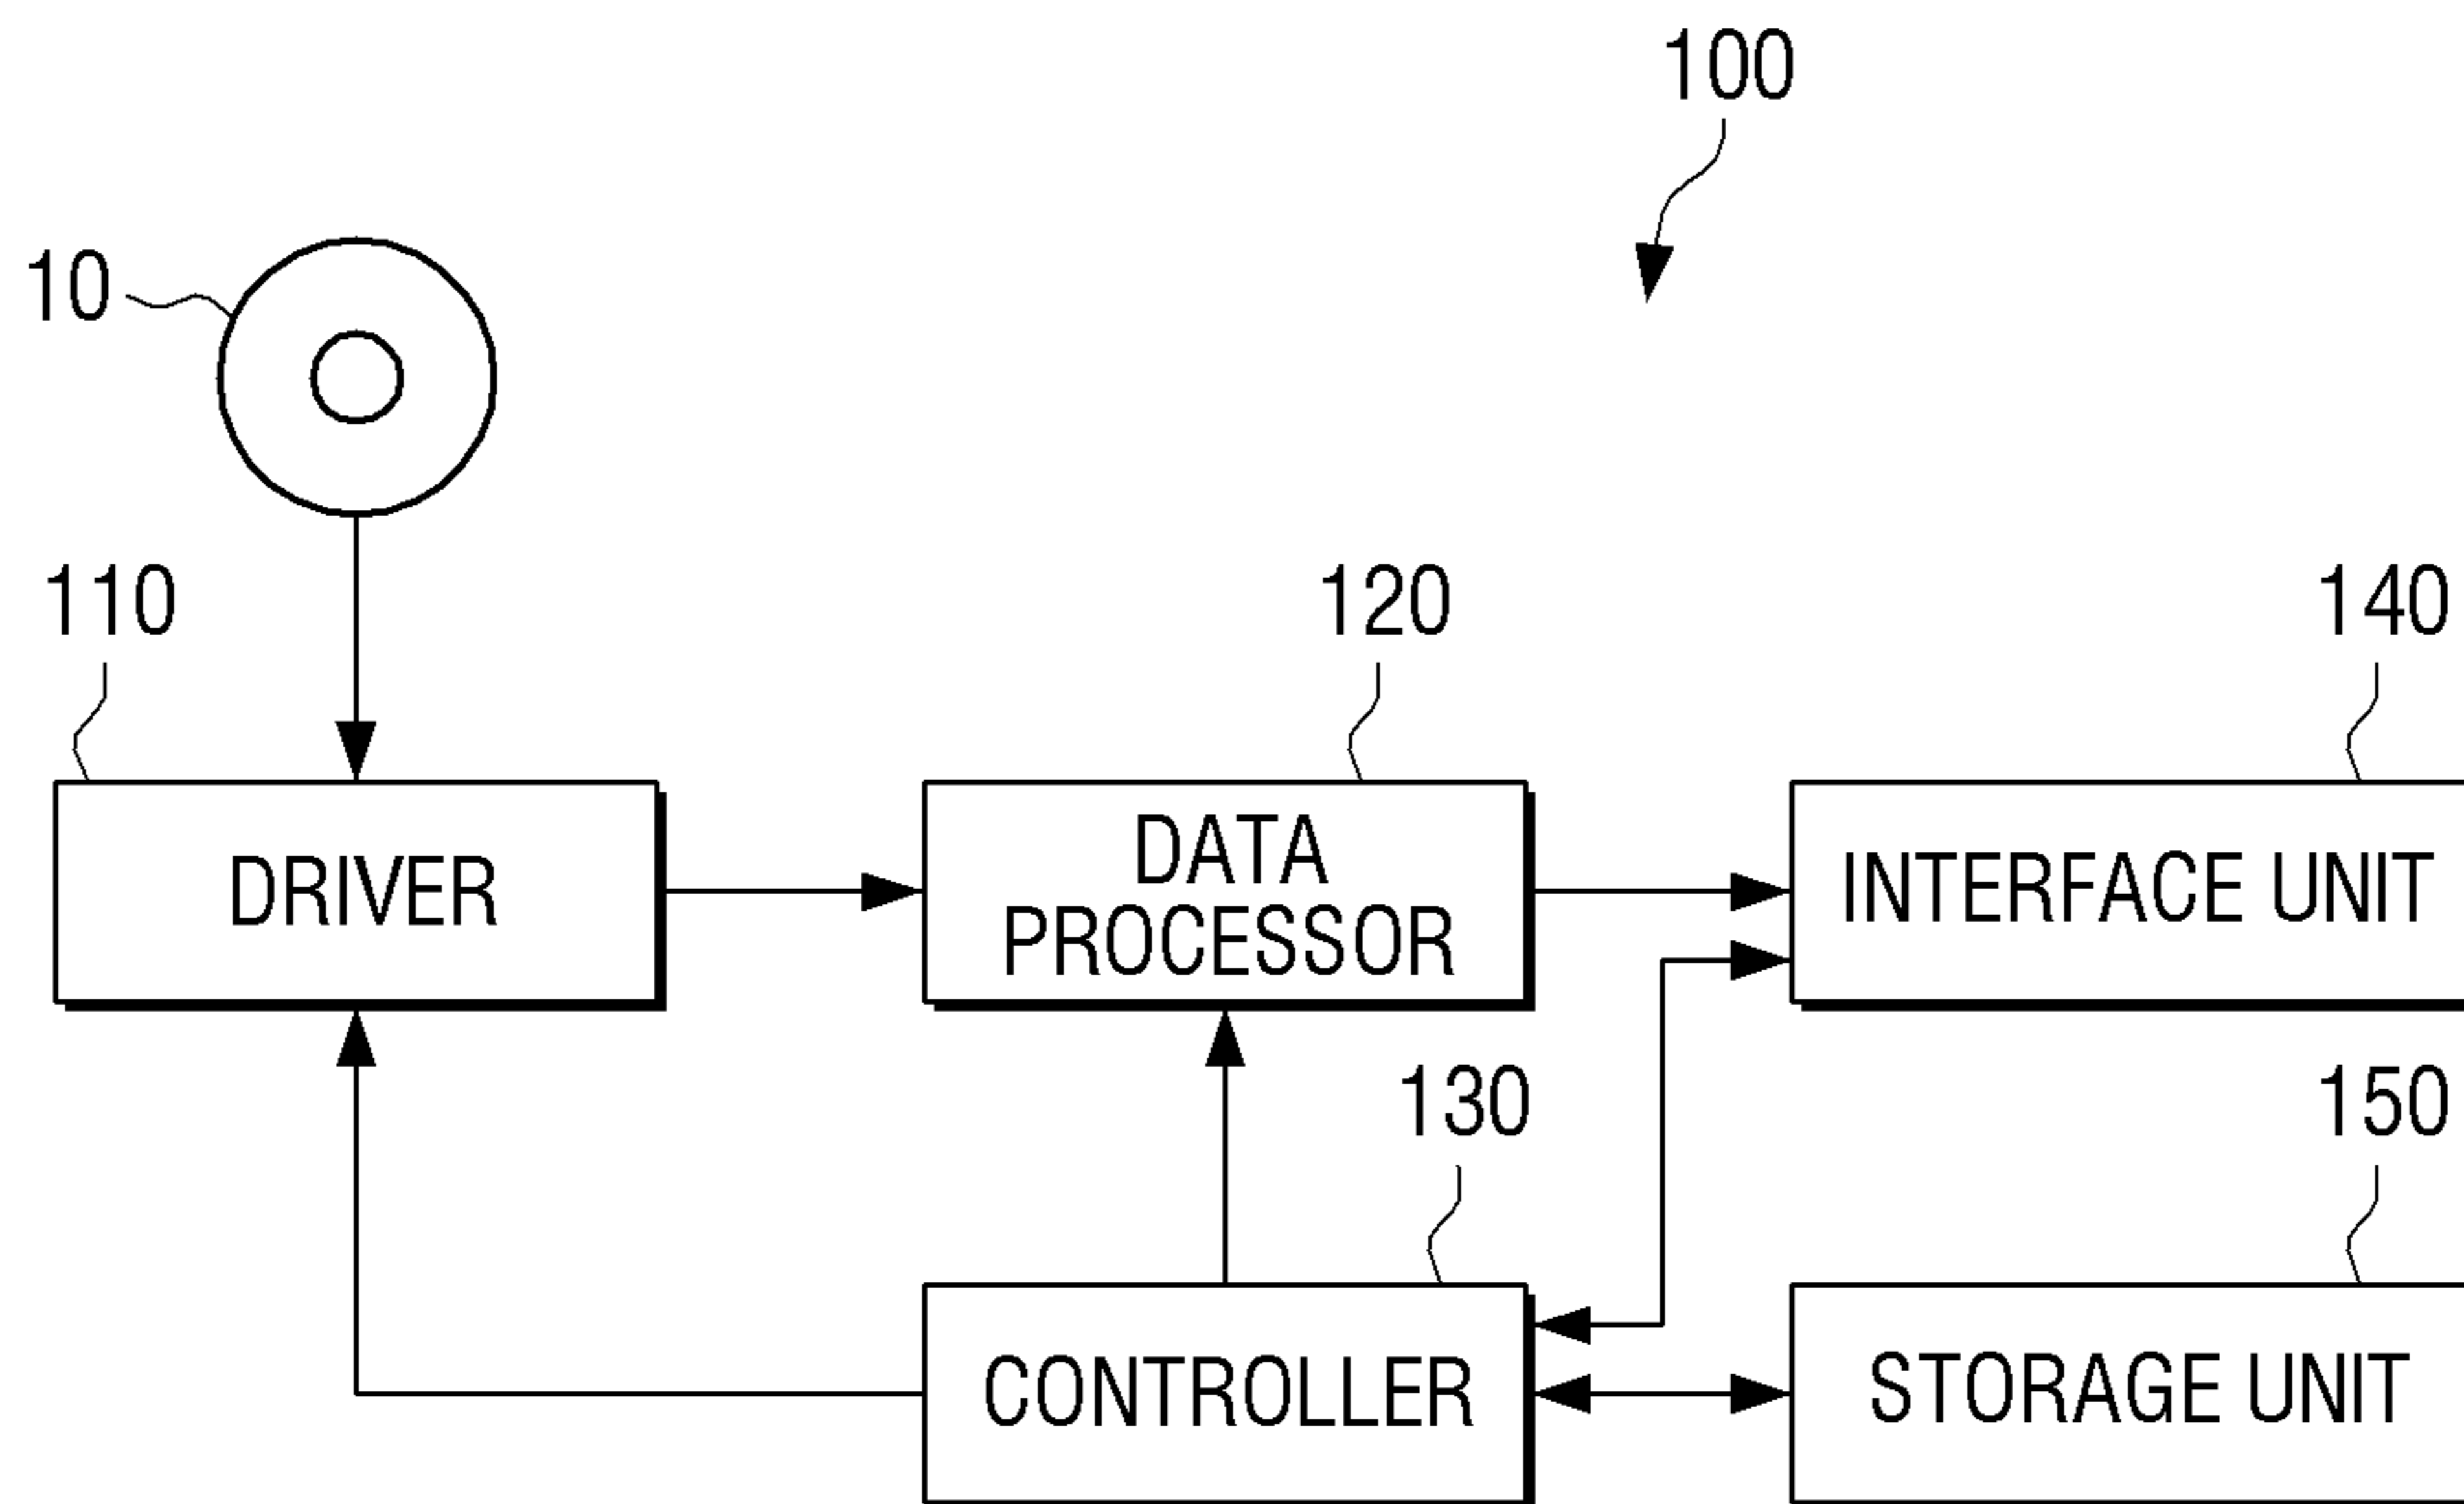 100
10
110
120
140
DRIVER
DATA
PROCESSOR
INTERFACE UNIT
130
150
CONTROLLER
STORAGE UNIT